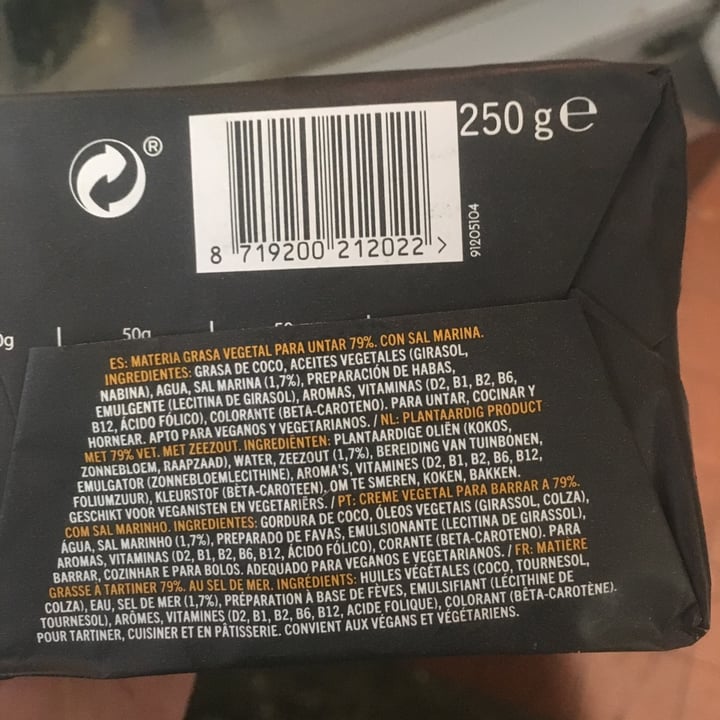 ®
250 g e
8 719200 212022 >
91205104
0g
50g
ES: MATERIA GRASA VEGETAL PARA UNTAR 79%. CON SAL MARINA.
INGREDIENTES: GRASA DE COCO, ACEITES VEGETALES (GIRASOL,
NABINA), AGUA, SAL MARINA (1,7%), PREPARACIÓN DE HABAS,
EMULGENTE (LECITINA DE GIRASOL), AROMAS, VITAMINAS (D2, B1, B2, B6,
B12, ÁCIDO FÓLICO), COLORANTE (BETA-CAROTENO). PARA UNTAR, COCINAR Y
HORNEAR. APTO PARA VEGANOS Y VEGETARIANOS. / NL: PLANTAARDIG PRODUCT
MET 79% VET. MET ZEEZOUT. INGREDIËNTEN: PLANTAARDIGE OLIËN (KOKOS,
ZONNEBLOEM, RAAPZAAD), WATER, ZEEZOUT (1,7%), BEREIDING VAN TUINBONEN,
EMULGATOR (ZONNEBLOEMLECITHINE), AROMA'S, VITAMINES (D2, B1, B2, B6, B12,
FOLIUMZUUR), KLEURSTOF (BÈTA-CAROTEEN). OM TE SMEREN, KOKEN, BAKKEN.
GESCHIKT VOOR VEGANISTEN EN VEGETARIËRS. / PT: CREME VEGETAL PARA BARRAR A 79%.
COM SAL MARINHO. INGREDIENTES: GORDURA DE COCO, ÓLEOS VEGETAIS (GIRASSOL, COLZA),
ÁGUA, SAL MARINHO (1,7%), PREPARADO DE FAVAS, EMULSIONANTE (LECITINA DE GIRASSOL),
AROMAS, VITAMINAS (D2, B1, B2, B6, B12, ÁCIDO FÓLICO), CORANTE (BETA-CAROTENO). PARA
BARRAR, COZINHAR E PARA BOLOS. ADEQUADO PARA VEGANOS E VEGETARIANOS. / FR: MATIÈRE
GRASSE À TARTINER 79%. AU SEL DE MER. INGRÉDIENTS: HUILES VÉGÉTALES (COCO, TOURNESOL,
COLZA), EAU, SEL DE MER (1,7%), PRÉPARATION À BASE DE FÈVES, EMULSIFIANT (LÉCITHINE DE
TOURNESOL), ARÔMES, VITAMINES (D2, B1, B2, B6, B12, ACIDE FOLIQUE), COLORANT (BÊTA-CAROTÈNE).
POUR TARTINER, CUISINER ET EN PÂTISSERIE. CONVIENT AUX VÉGANS ET VÉGÉTARIENS.